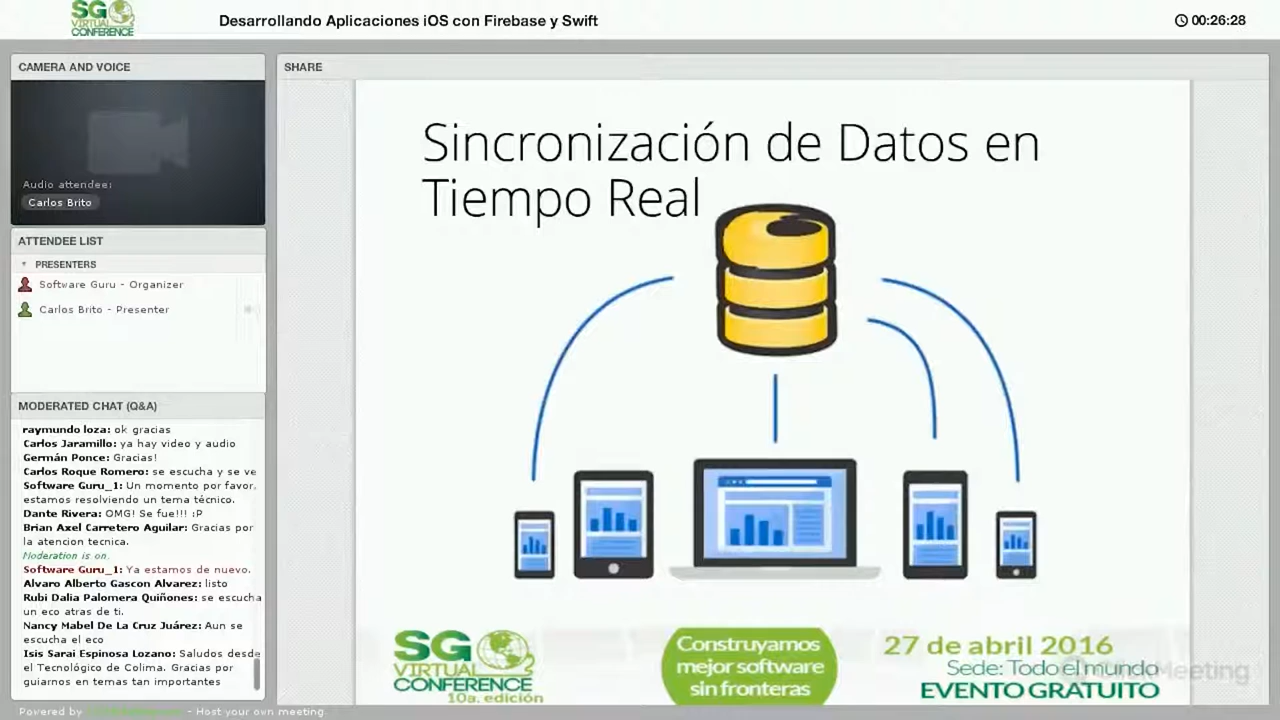 SG
VIRTUAL
CONFERENCE
Desarrollando Aplicaciones iOS con Firebase y Swift
00:26:28
CAMERA AND VOICE
Audio attendee:
Carlos Brito
ATTENDEE LIST
PRESENTERS
Software Guru - Organizer
Carlos Brito - Presenter
MODERATED CHAT (Q&A)
raymundo loza: ok gracias
Carlos Jaramillo: ya hay video y audio
Germán Ponce: Gracias!
Carlos Roque Romero: se escucha y se ve
Software Guru_1: Un momento por favor,
estamos resolviendo un tema técnico.
Dante Rivera: OMG! Se fue!!! :P
Brian Axel Carretero Aguilar: Gracias por
la atencion tecnica.
Moderation is on.
Software Guru_1: Ya estamos de nuevo.
Alvaro Alberto Gascon Alvarez: listo
Rubi Dalia Palomera Quiñones: se escucha
un eco atras de ti.
Nancy Mabel De La Cruz Juárez: Aun se
escucha el eco
Isis Sarai Espinosa Lozano: Saludos desde
el Tecnológico de Colima. Gracias por
guiarnos en temas tan importantes
Powered by
- Host your own meeting.
SHARE
Sincronización de Datos en
Tiempo Real
SG
VIRTUAL
CONFERENCE
10a. edición
Construyamos
mejor software
sin fronteras
27 de abril 2016
Sede: Todo el mundo
EVENTO GRATUITO